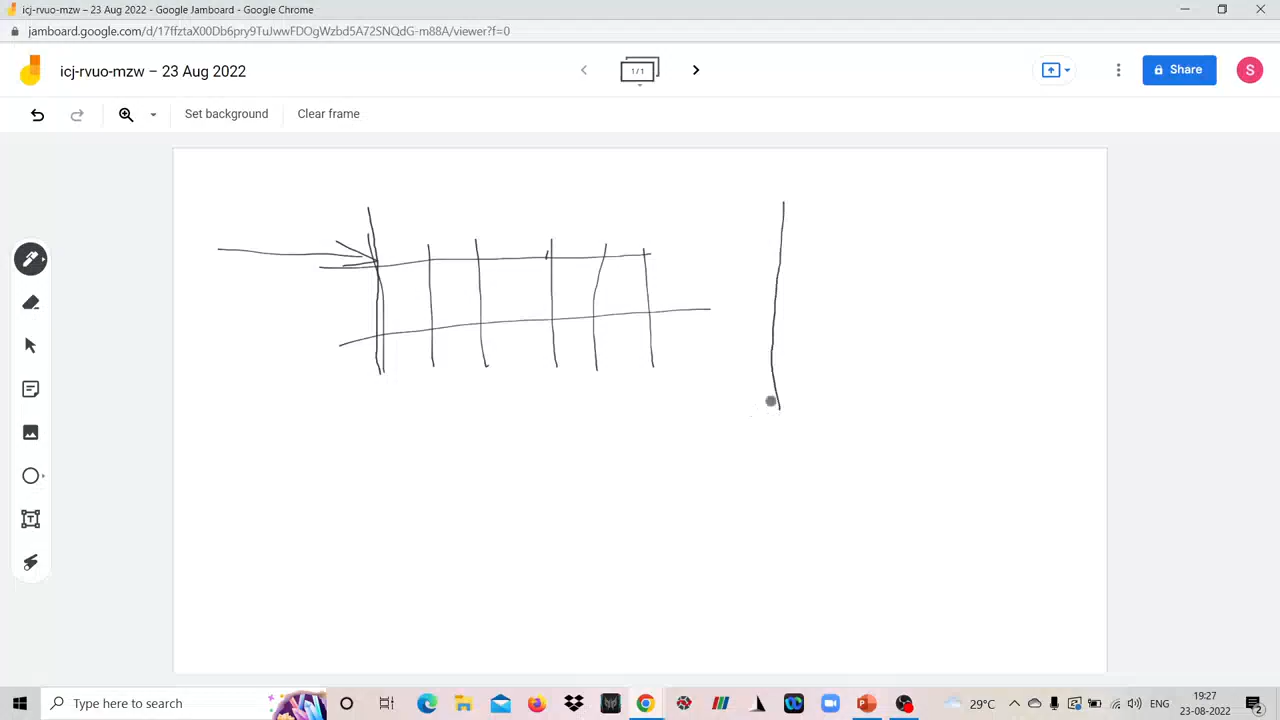 icj-rvuo-mzw – 23 Aug 2022 - Google Jamboard - Google Chrome
jamboard.google.com/d/17ffztaX00Db6pry9TuJwwFDOgWzbd5A72SNQdG-m88A/viewer?f=0
icj-rvuo-mzw – 23 Aug 2022
1 / 1
Share
S
Set background
Clear frame
Type here to search
29°C
ENG
19:27
23-08-2022
2